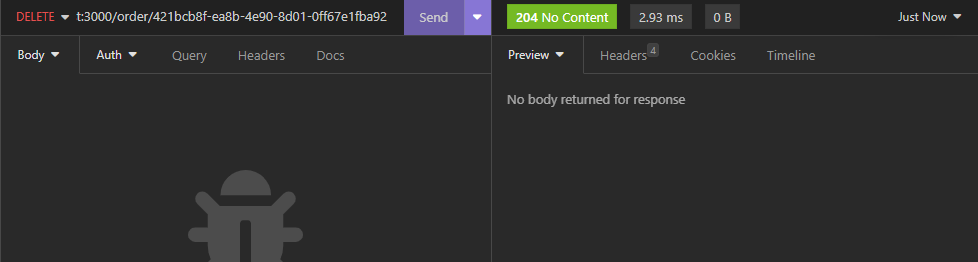 DELETE t:3000/order/421bcb8f-ea8b-4e90-8d01-0ff67e1fba92 Send 204 No Content 2.93 ms 0 B Just Now
Body Auth Query Headers Docs Preview Headers 4 Cookies Timeline
No body returned for response